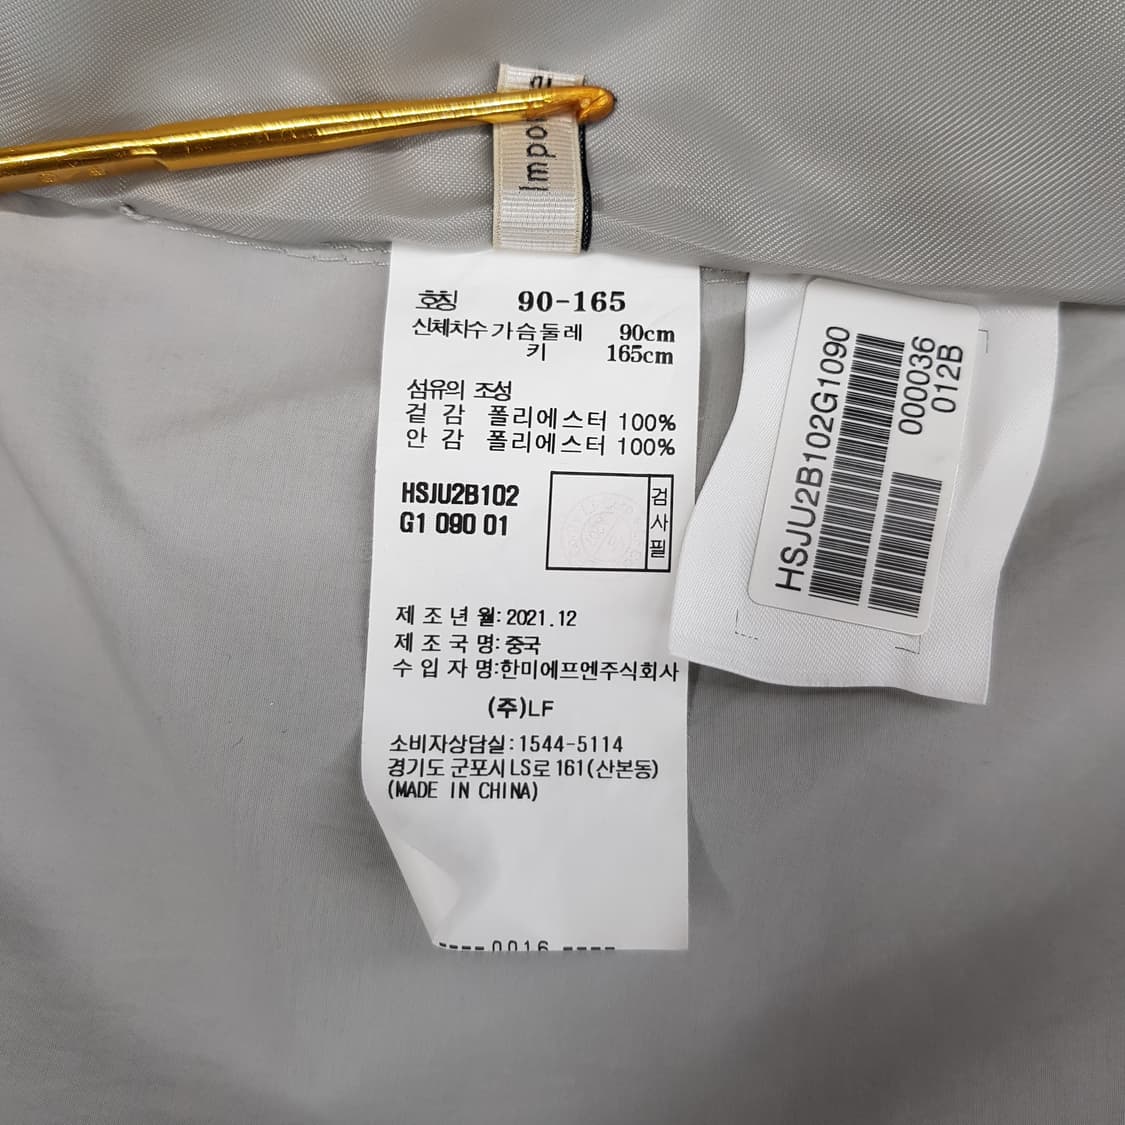 호칭 90-165
신체치수 가슴둘레 90cm
키 165cm
섬유의 조성
겉감 폴리에스터 100%
안감 폴리에스터 100%
HSJU2B102
G1 090 01
검사필
제조년월: 2021.12
제조국명: 중국
수입자명:한미에프엔주식회사
(주)LF
소비자상담실:1544-5114
경기도 군포시 LS로 161(산본동)
(MADE IN CHINA)
---- 0016 ----
HSJU2B102G1090
000036
012B